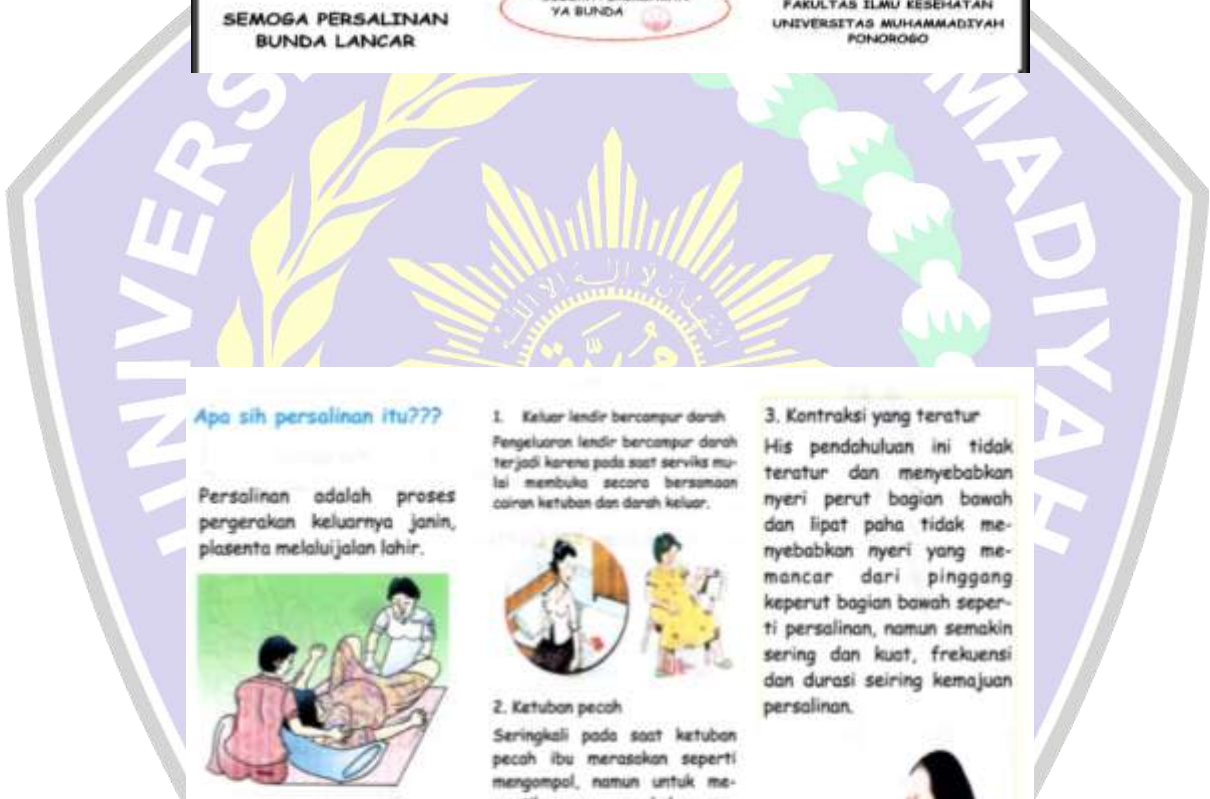 SEMOGA PERSALINAN
BUNDA LANCAR
YA BUNDA
FAKULTAS ILMU KESEHATAN
UNIVERSITAS MUHAMMADIYAH
PONOROGO
Apa sih persalinan itu???
Persalinan adalah proses
pergerakan keluarnya janin,
plasenta melaluijalan lahir.
1. Keluar lendir bercampur darah
Pengeluaran lendir bercampur darah
terjadi karena pada saat serviks mu-
lai membuka secara bersamaan
cairan ketuban dan darah keluar.
2. Ketuban pecah
Seringkali pada saat ketuban
pecah ibu merasakan seperti
mengompol, namun untuk me-
3. Kontraksi yang teratur
His pendahuluan ini tidak
teratur dan menyebabkan
nyeri perut bagian bawah
dan lipat paha tidak me-
nyebabkan nyeri yang me-
mancar dari pinggang
keperut bagian bawah seper-
ti persalinan, namun semakin
sering dan kuat, frekuensi
dan durasi seiring kemajuan
persalinan.